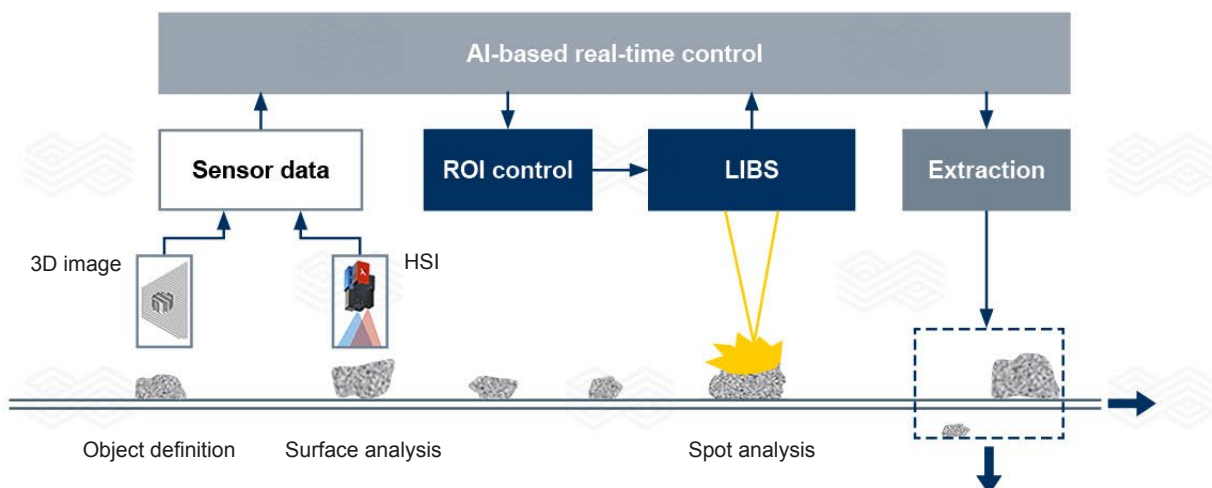 AI-based real-time control
Sensor data
ROI control
LIBS
Extraction
3D image
HSI
Object definition
Surface analysis
Spot analysis